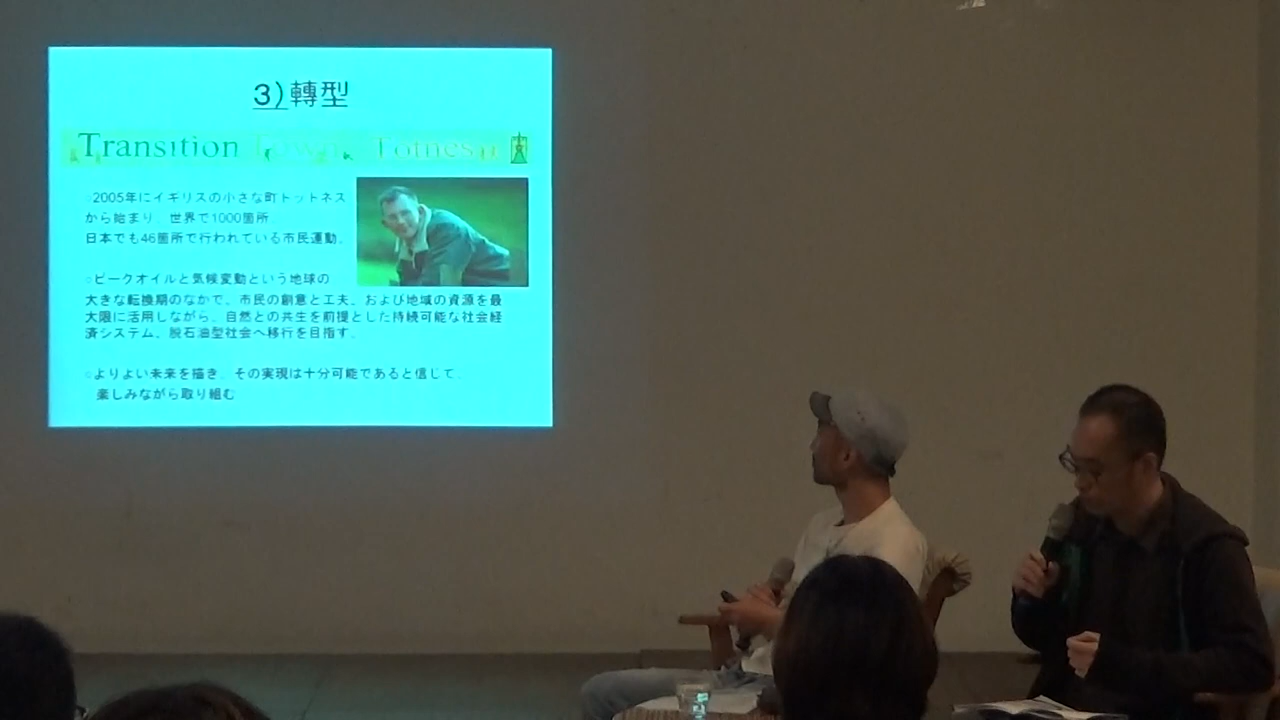 3)轉型
Transition Town Totnes
○2005年にイギリスの小さな町トットネス
から始まり、世界で1000箇所
日本でも46箇所で行われている市民運動。
○ピークオイルと気候変動という地球の
大きな転換期のなかで、市民の創意と工夫、および地域の資源を最
大限に活用しながら、自然との共生を前提とした持続可能な社会経
済システム、脱石油型社会へ移行を目指す。
○よりよい未来を描き、その実現は十分可能であると信じて、
楽しみながら取り組む